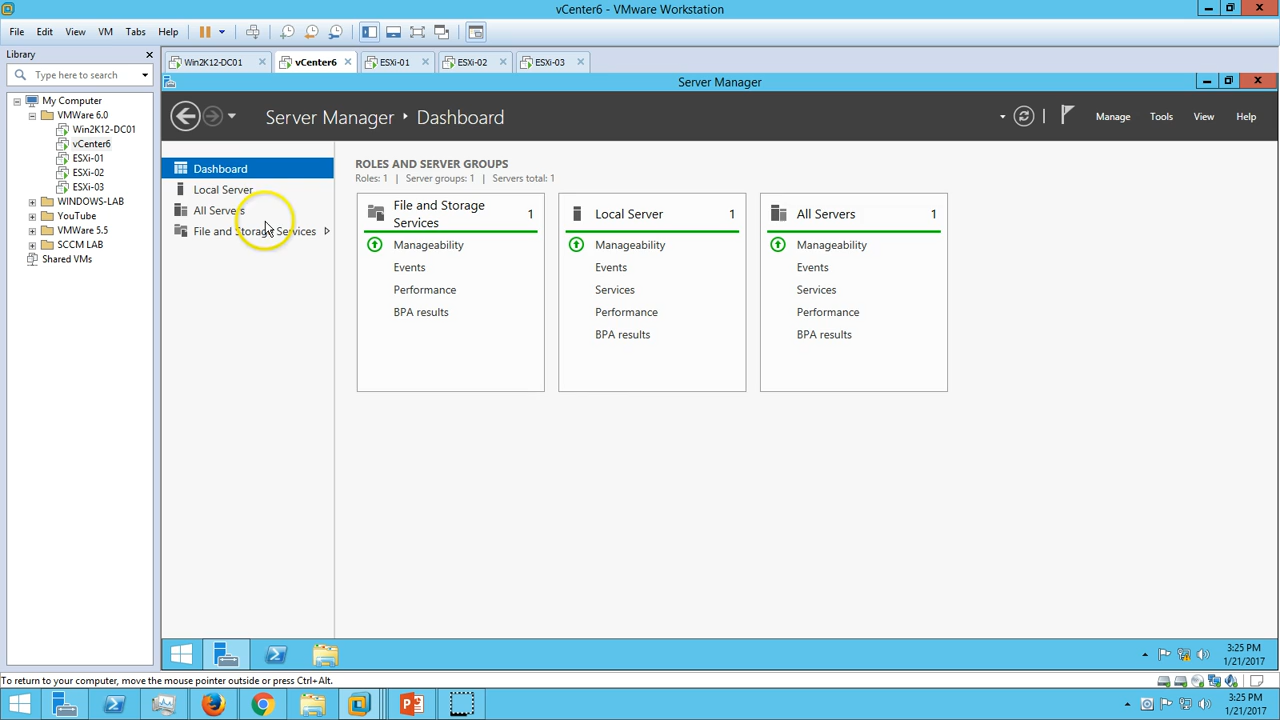 vCenter6 - VMware Workstation
File Edit View VM Tabs Help
Library
Type here to search
My Computer
VMWare 6.0
Win2K12-DC01
vCenter6
ESXi-01
ESXi-02
ESXi-03
WINDOWS-LAB
YouTube
VMWare 5.5
SCCM LAB
Shared VMs
Win2K12-DC01 vCenter6 ESXi-01 ESXi-02 ESXi-03
Server Manager
Server Manager Dashboard
Manage Tools View Help
Dashboard
Local Server
All Servers
File and Storage Services
ROLES AND SERVER GROUPS
Roles: 1 | Server groups: 1 | Servers total: 1
File and Storage Services 1
Manageability
Events
Performance
BPA results
Local Server 1
Manageability
Events
Services
Performance
BPA results
All Servers 1
Manageability
Events
Services
Performance
BPA results
3:25 PM
1/21/2017
To return to your computer, move the mouse pointer outside or press Ctrl+Alt.
3:25 PM
1/21/2017